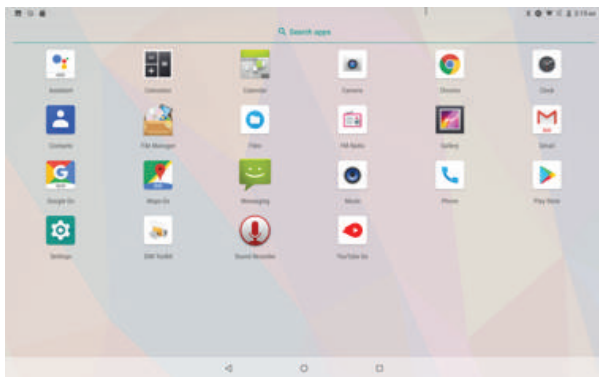 Search apps
Assistant Calculator Calendar Camera Chrome Clock
Contacts File Manager Files FM Radio Gallery Gmail
Google Go Maps Go Messaging Music Phone Play Store
Settings SIM Toolkit Sound Recorder YouTube Go